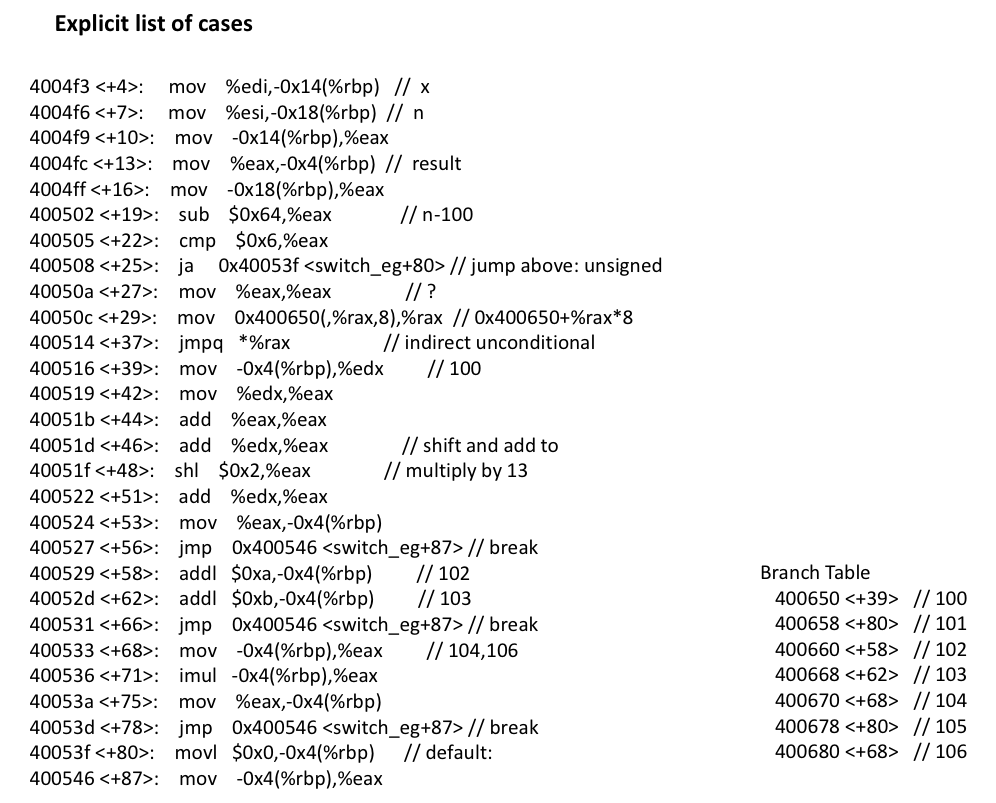 Explicit list of cases
4004f3 <+4>: mov %edi,-0x14(%rbp) // x
4004f6 <+7>: mov %esi,-0x18(%rbp) // n
4004f9 <+10>: mov -0x14(%rbp),%eax
4004fc <+13>: mov %eax,-0x4(%rbp) // result
4004ff <+16>: mov -0x18(%rbp),%eax
400502 <+19>: sub $0x64,%eax // n-100
400505 <+22>: cmp $0x6,%eax
400508 <+25>: ja 0x40053f <switch_eg+80> // jump above: unsigned
40050a <+27>: mov %eax,%eax // ?
40050c <+29>: mov 0x400650(,%rax,8),%rax // 0x400650+%rax*8
400514 <+37>: jmpq *%rax // indirect unconditional
400516 <+39>: mov -0x4(%rbp),%edx // 100
400519 <+42>: mov %edx,%eax
40051b <+44>: add %eax,%eax
40051d <+46>: add %edx,%eax // shift and add to
40051f <+48>: shl $0x2,%eax // multiply by 13
400522 <+51>: add %edx,%eax
400524 <+53>: mov %eax,-0x4(%rbp)
400527 <+56>: jmp 0x400546 <switch_eg+87> // break
400529 <+58>: addl $0xa,-0x4(%rbp) // 102
40052d <+62>: addl $0xb,-0x4(%rbp) // 103
400531 <+66>: jmp 0x400546 <switch_eg+87> // break
400533 <+68>: mov -0x4(%rbp),%eax // 104,106
400536 <+71>: imul -0x4(%rbp),%eax
40053a <+75>: mov %eax,-0x4(%rbp)
40053d <+78>: jmp 0x400546 <switch_eg+87> // break
40053f <+80>: movl $0x0,-0x4(%rbp) // default:
400546 <+87>: mov -0x4(%rbp),%eax
Branch Table
400650 <+39> // 100
400658 <+80> // 101
400660 <+58> // 102
400668 <+62> // 103
400670 <+68> // 104
400678 <+80> // 105
400680 <+68> // 106